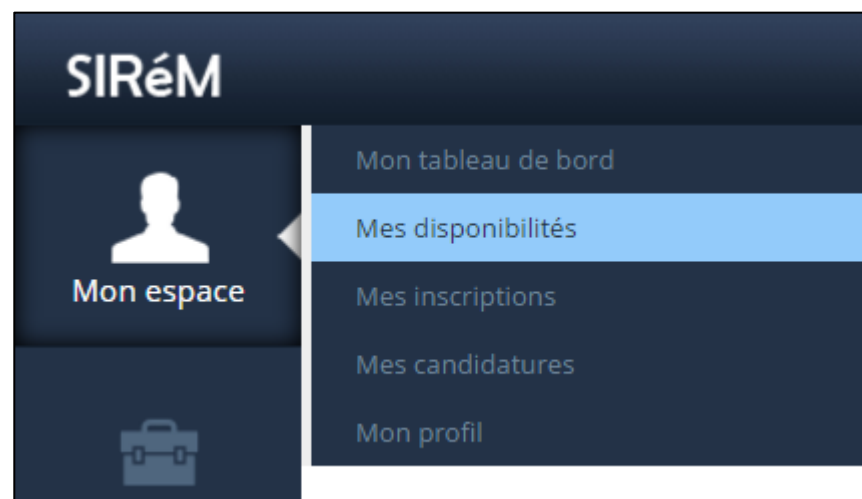 SIRéM
Mon espace
Mon tableau de bord
Mes disponibilités
Mes inscriptions
Mes candidatures
Mon profil